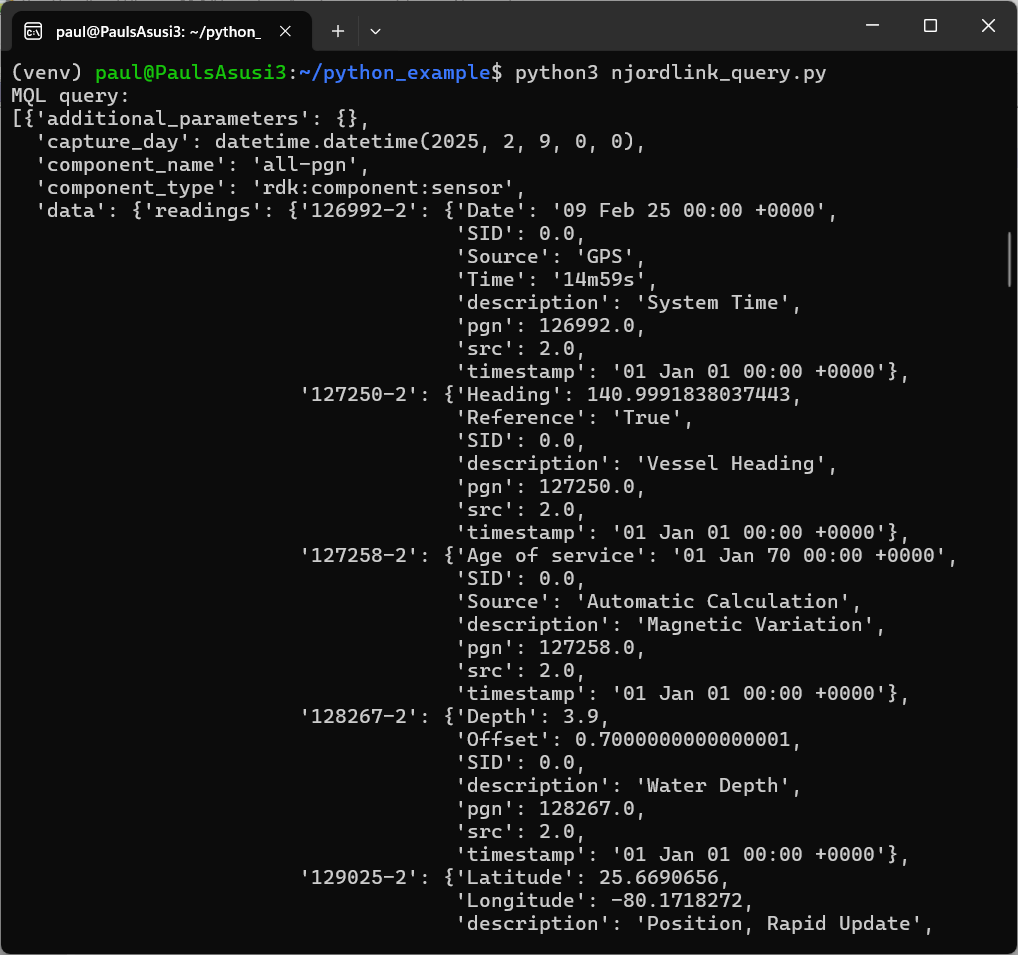 paul@PaulsAsusi3: ~/python_
(venv) paul@PaulsAsusi3:~/python_example$ python3 njordlink_query.py
MQL query:
[{'additional_parameters': {},
'capture_day': datetime.datetime(2025, 2, 9, 0, 0),
'component_name': 'all-pgn',
'component_type': 'rdk:component:sensor',
'data': {'readings': {'126992-2': {'Date': '09 Feb 25 00:00 +0000',
'SID': 0.0,
'Source': 'GPS',
'Time': '14m59s',
'description': 'System Time',
'pgn': 126992.0,
'src': 2.0,
'timestamp': '01 Jan 01 00:00 +0000'},
'127250-2': {'Heading': 140.9991838037443,
'Reference': 'True',
'SID': 0.0,
'description': 'Vessel Heading',
'pgn': 127250.0,
'src': 2.0,
'timestamp': '01 Jan 01 00:00 +0000'},
'127258-2': {'Age of service': '01 Jan 70 00:00 +0000',
'SID': 0.0,
'Source': 'Automatic Calculation',
'description': 'Magnetic Variation',
'pgn': 127258.0,
'src': 2.0,
'timestamp': '01 Jan 01 00:00 +0000'},
'128267-2': {'Depth': 3.9,
'Offset': 0.7000000000000001,
'SID': 0.0,
'description': 'Water Depth',
'pgn': 128267.0,
'src': 2.0,
'timestamp': '01 Jan 01 00:00 +0000'},
'129025-2': {'Latitude': 25.6690656,
'Longitude': -80.1718272,
'description': 'Position, Rapid Update',